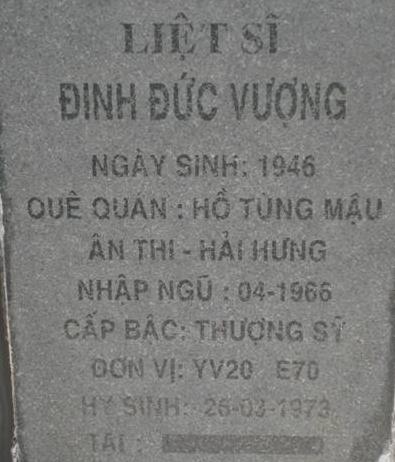 LIỆT SĨ
ĐINH ĐỨC VƯỢNG
NGÀY SINH: 1946
QUÊ QUÁN : HỒ TÙNG MẬU
ÂN THI - HẢI HƯNG
NHẬP NGŨ : 04-1966
CẤP BẬC: THƯỢNG SỸ
ĐƠN VỊ: YV20 E70
HY SINH: 26-03-1973
TẠI :